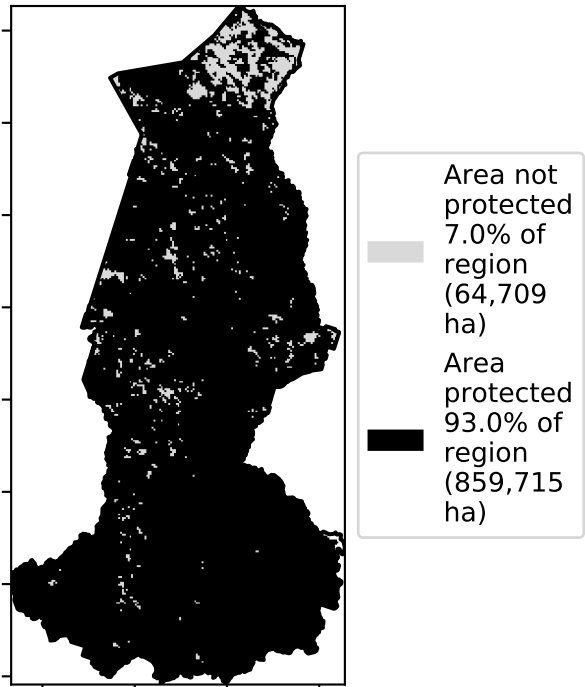 Area not
protected
7.0% of
region
(64,709
ha)
Area
protected
93.0% of
region
(859,715
ha)